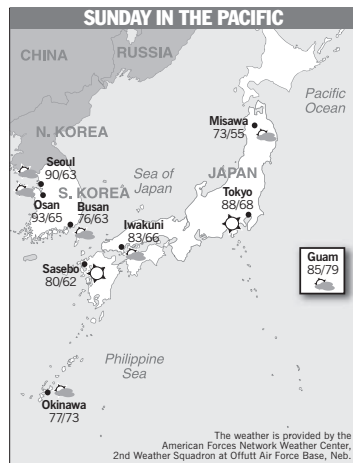 SUNDAY IN THE PACIFIC
CHINA
RUSSIA
Pacific
Ocean
Misawa
73/55
N. KOREA
Seoul
90/63
Sea of
Japan
JAPAN
S. KOREA
Osan
93/65
Busan
76/63
Tokyo
88/68
Iwakuni
83/66
Sasebo
80/62
Guam
85/79
Philippine
Sea
Okinawa
77/73
The weather is provided by the
American Forces Network Weather Center,
2nd Weather Squadron at Offutt Air Force Base, Neb.